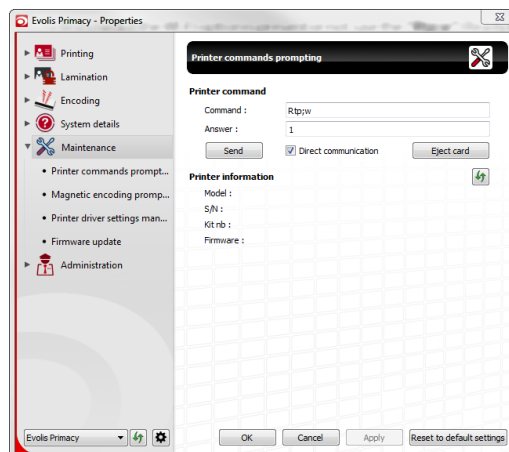 Evolis Primacy - Properties
Printing
Lamination
Encoding
System details
Maintenance
• Printer commands prompt...
• Magnetic encoding promp...
• Printer driver settings man...
• Firmware update
Administration
Evolis Primacy
Printer commands prompting
Printer command
Command : Rtp;w
Answer : 1
Send Direct communication Eject card
Printer information
Model :
S/N :
Kit nb :
Firmware :
OK Cancel Apply Reset to default settings